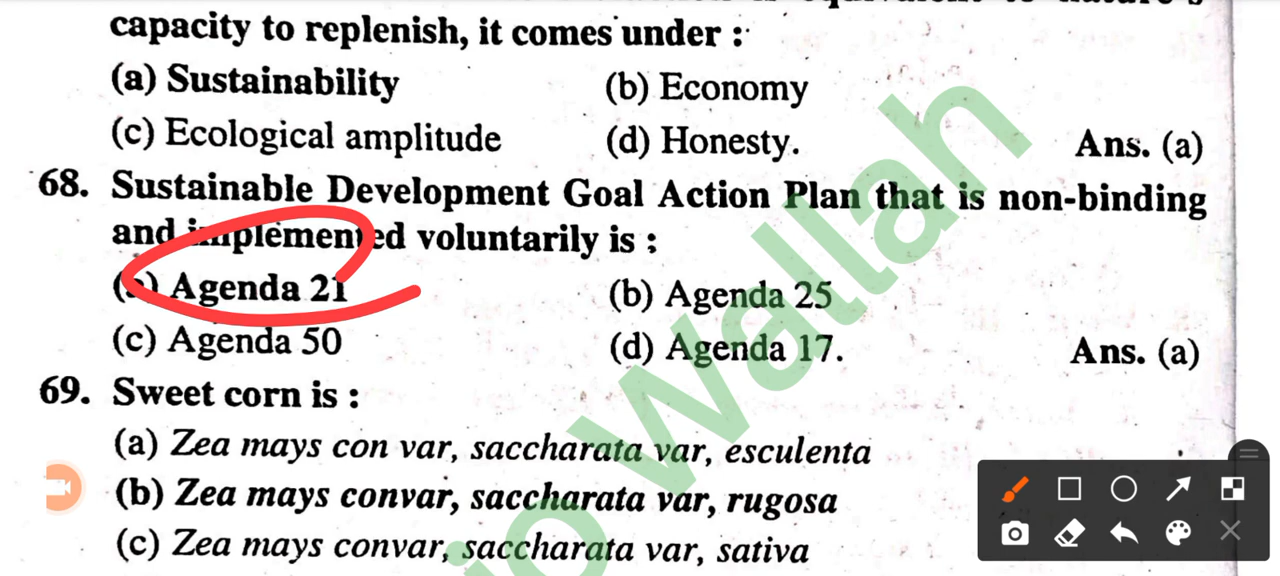 capacity to replenish, it comes under :
(a) Sustainability (b) Economy
(c) Ecological amplitude (d) Honesty. Ans. (a)
68. Sustainable Development Goal Action Plan that is non-binding
and implemented voluntarily is :
(a) Agenda 21 (b) Agenda 25
(c) Agenda 50 (d) Agenda 17. Ans. (a)
69. Sweet corn is :
(a) Zea mays con var, saccharata var, esculenta
(b) Zea mays convar, saccharata var, rugosa
(c) Zea mays convar, saccharata var, sativa
wallah